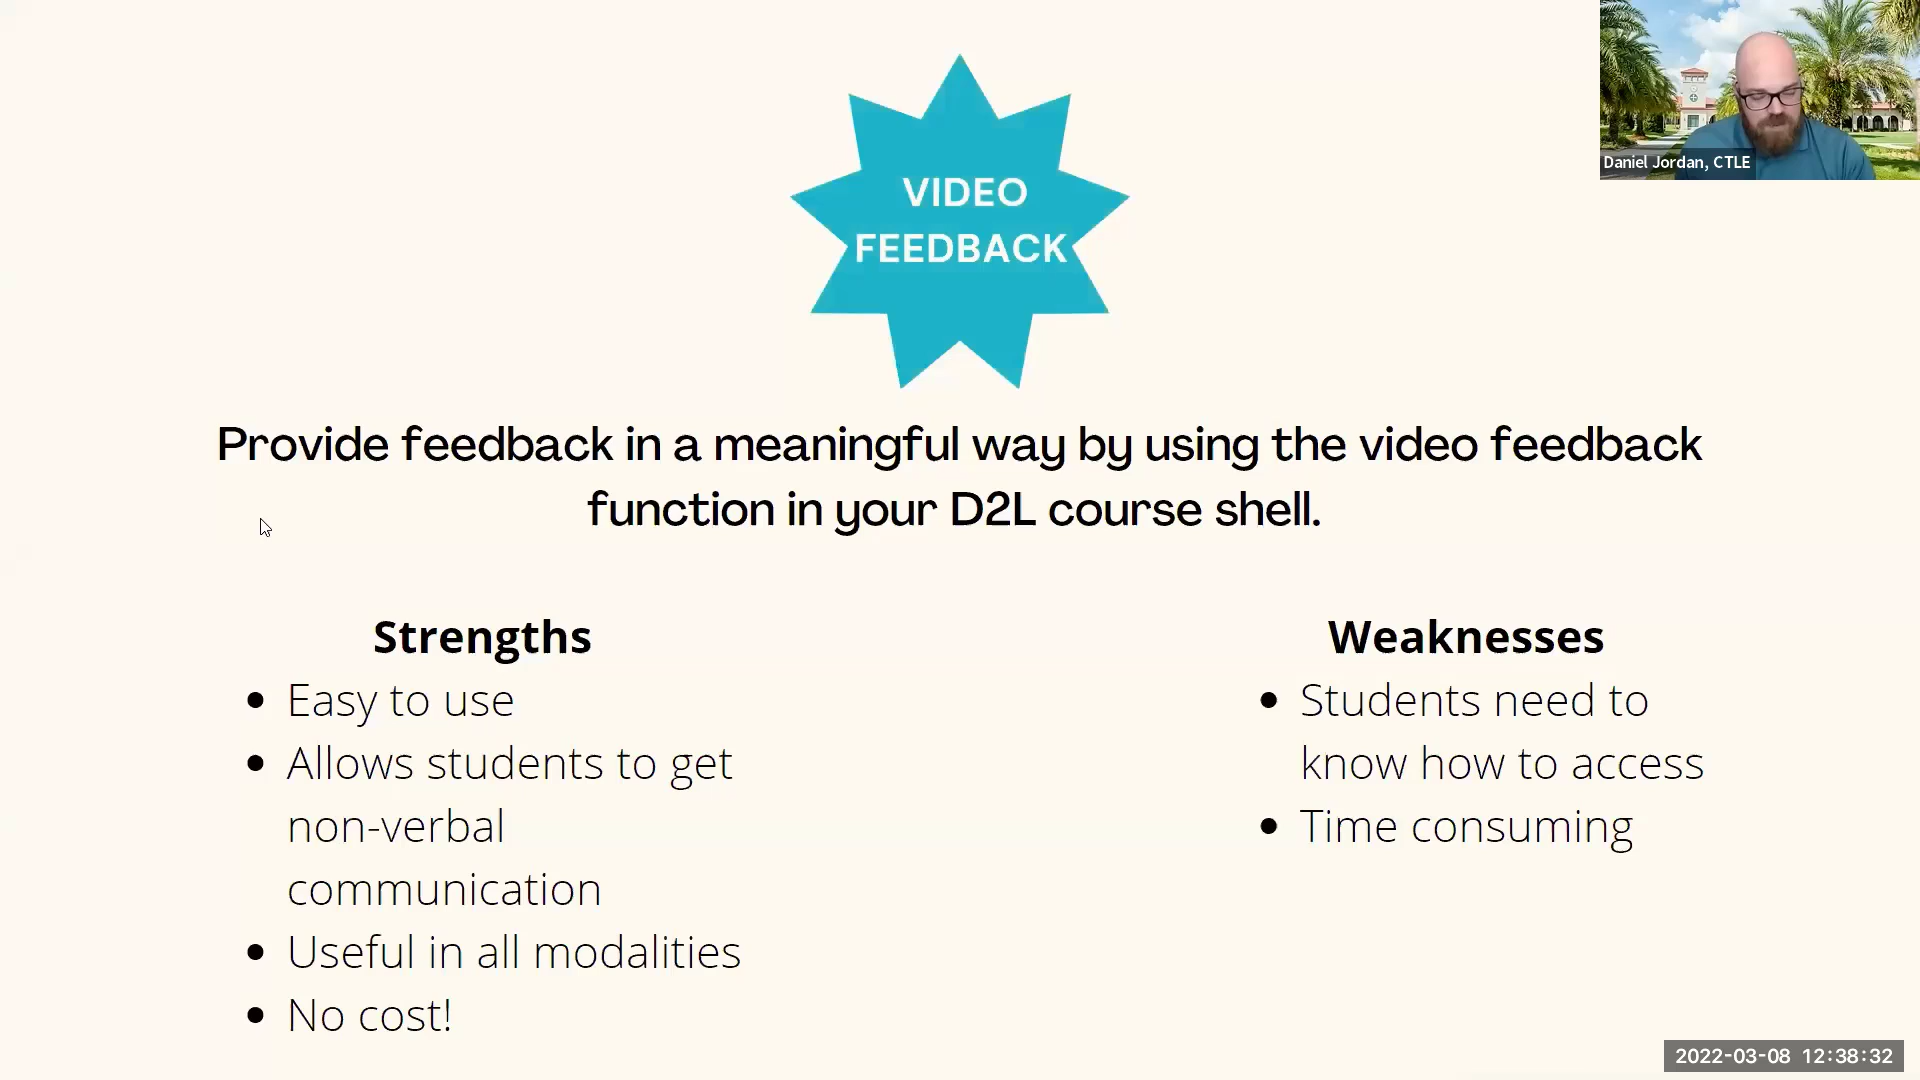 VIDEO
FEEDBACK
Daniel Jordan, CTLE
Provide feedback in a meaningful way by using the video feedback
function in your D2L course shell.
Strengths
• Easy to use
• Allows students to get
non-verbal
communication
• Useful in all modalities
• No cost!
Weaknesses
• Students need to
know how to access
• Time consuming
2022-03-08 12:38:32